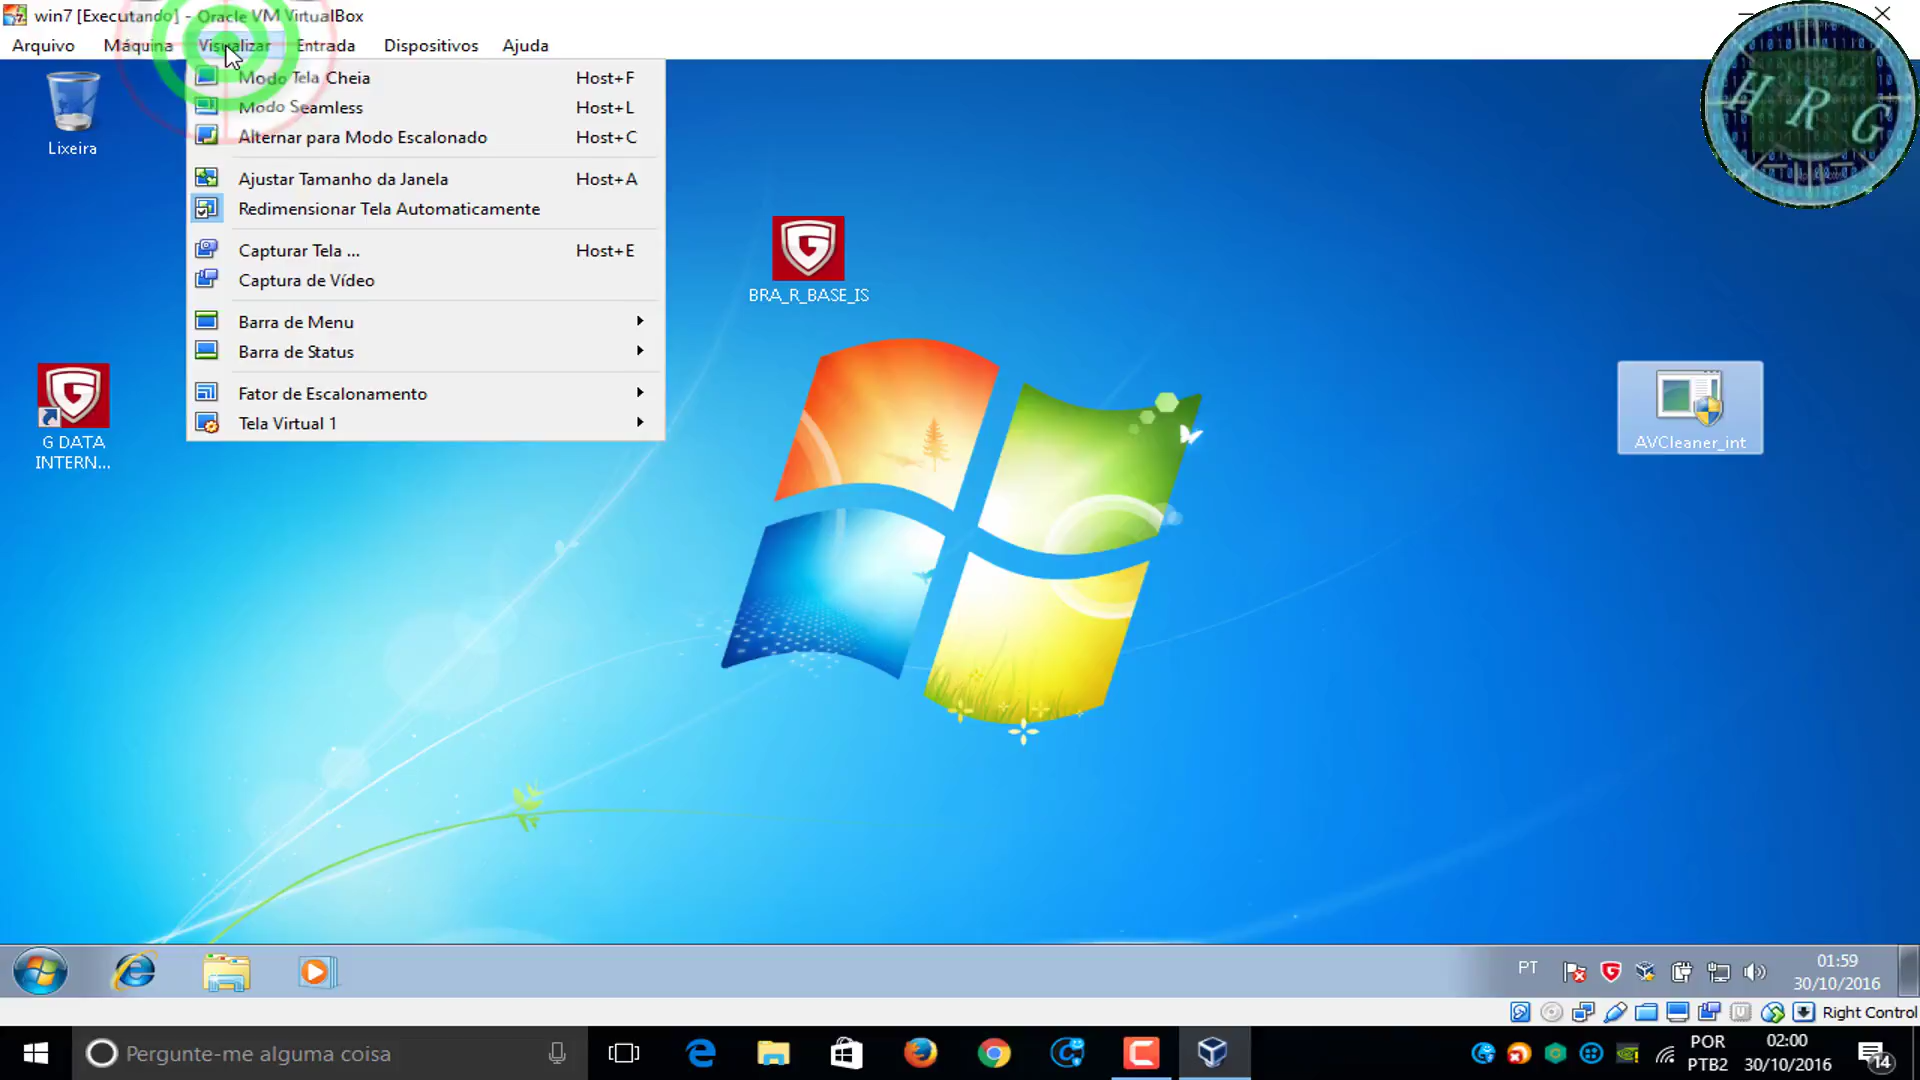 win7 [Executando] - Oracle VM VirtualBox
Arquivo Máquina Visualizar Entrada Dispositivos Ajuda
Modo Tela Cheia Host+F
Modo Seamless Host+L
Alternar para Modo Escalonado Host+C
Ajustar Tamanho da Janela Host+A
Redimensionar Tela Automaticamente
Capturar Tela ... Host+E
Captura de Vídeo
Barra de Menu
Barra de Status
Fator de Escalonamento
Tela Virtual 1
Lixeira
G DATA
INTERN...
BRA_R_BASE_IS
AVCleaner_int
H R G
PT
01:59
30/10/2016
Right Control
Pergunte-me alguma coisa
POR
PTB2
02:00
30/10/2016
14